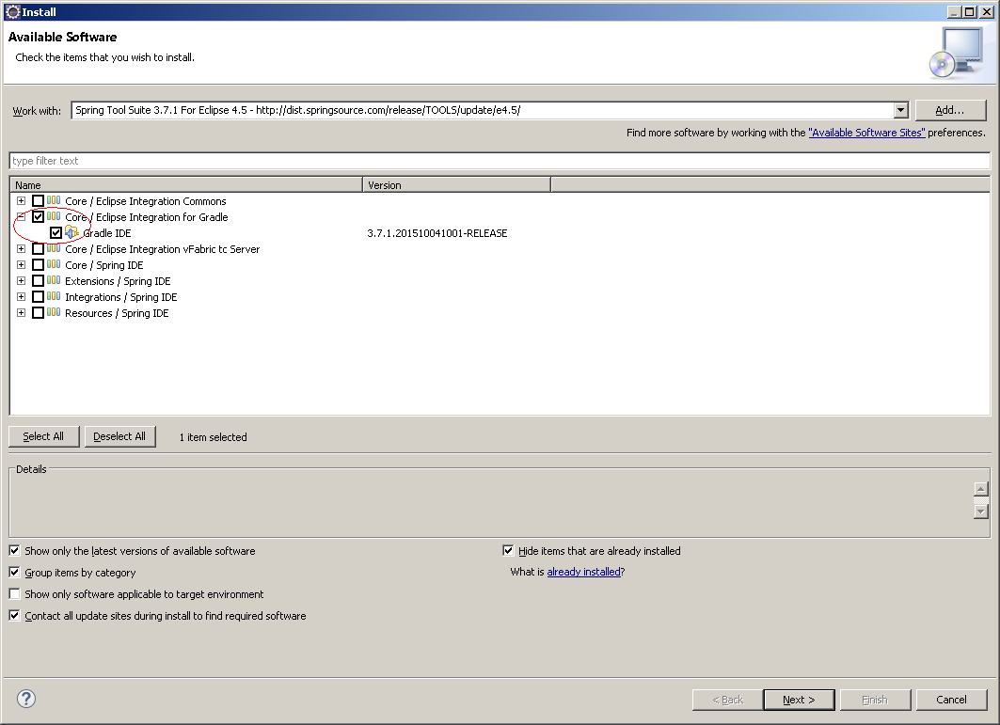 Install
Available Software
Check the items that you wish to install.
Work with: Spring Tool Suite 3.7.1 For Eclipse 4.5 - http://dist.springsource.com/release/TOOLS/update/e4.5/ Add...
Find more software by working with the "Available Software Sites" preferences.
type filter text
Name Version
Core / Eclipse Integration Commons
Core / Eclipse Integration for Gradle
Gradle IDE 3.7.1.201510041001-RELEASE
Core / Eclipse Integration vFabric tc Server
Core / Spring IDE
Extensions / Spring IDE
Integrations / Spring IDE
Resources / Spring IDE
Select All Deselect All 1 item selected
Details
Show only the latest versions of available software Hide items that are already installed
Group items by category What is already installed?
Show only software applicable to target environment
Contact all update sites during install to find required software
? < Back Next > Finish Cancel